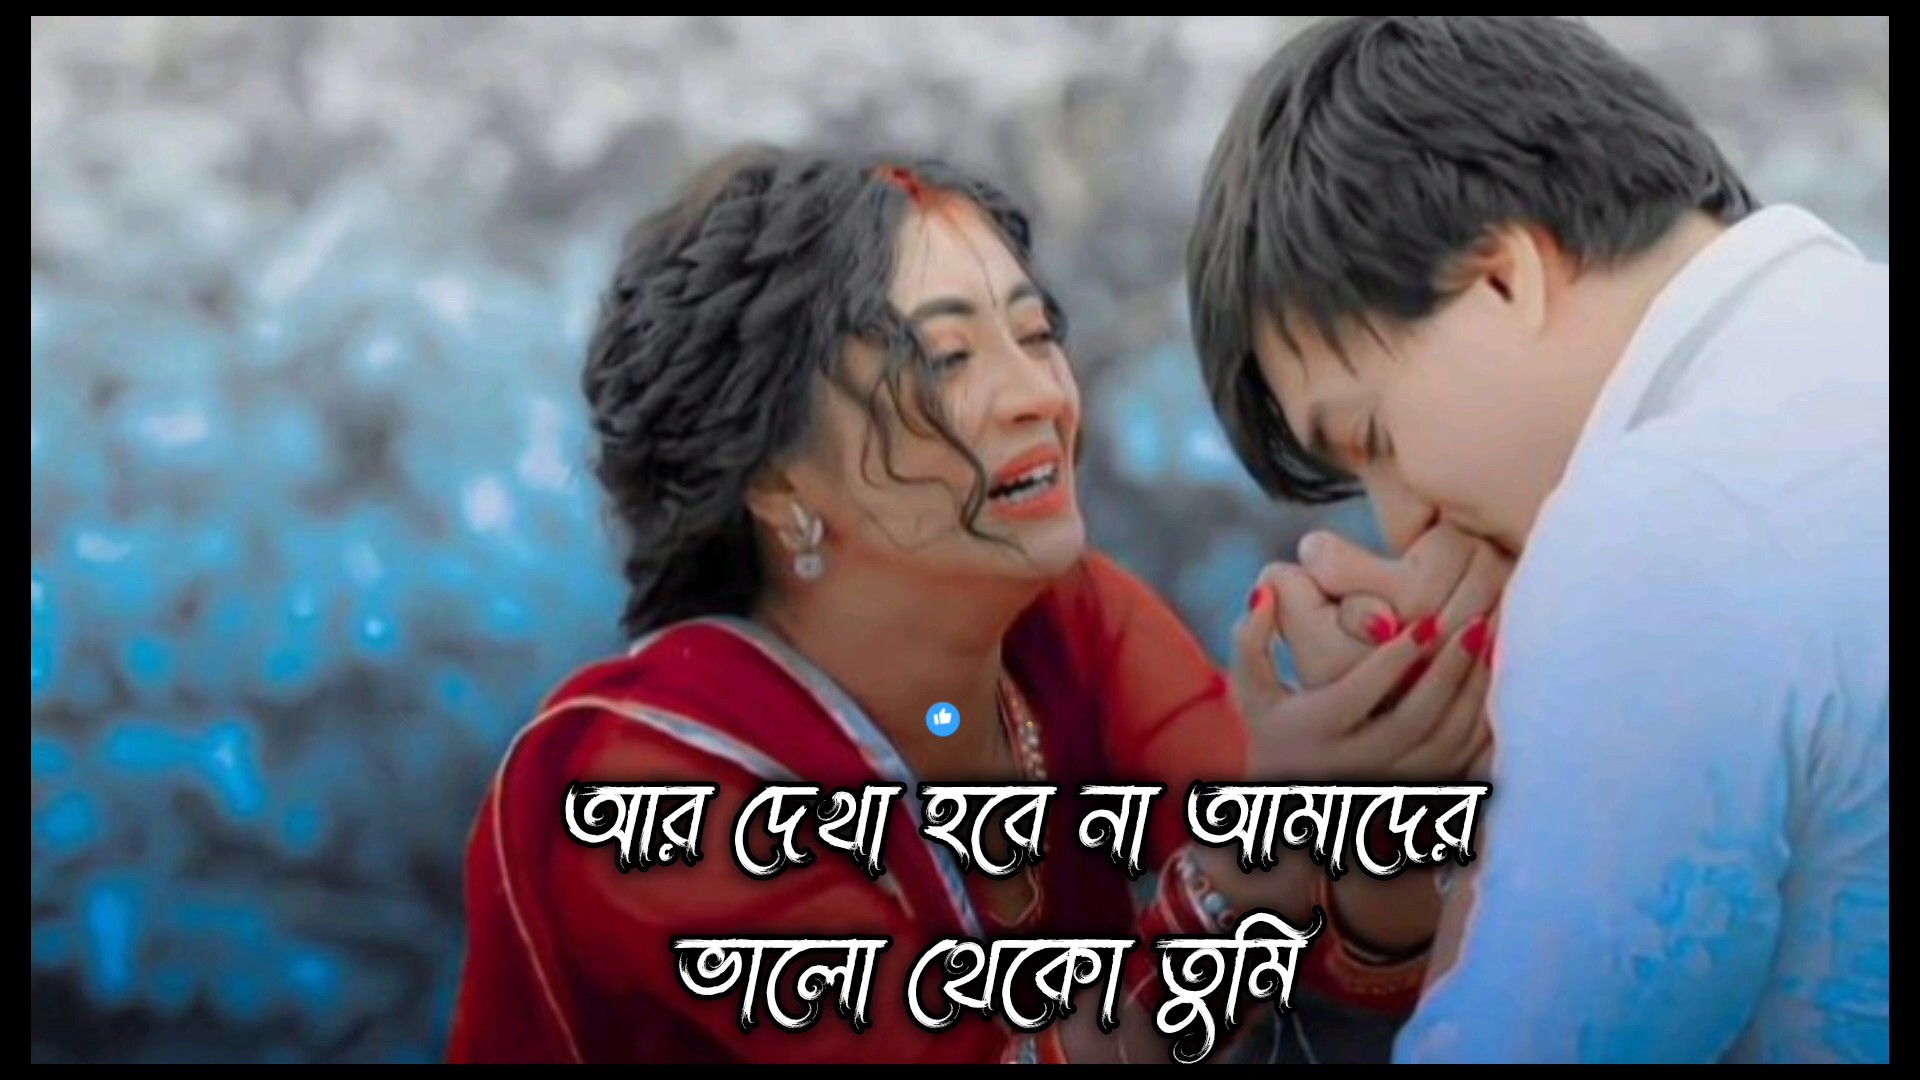 আর দেখা হবে না আমাদের
ভালো থেকো তুমি